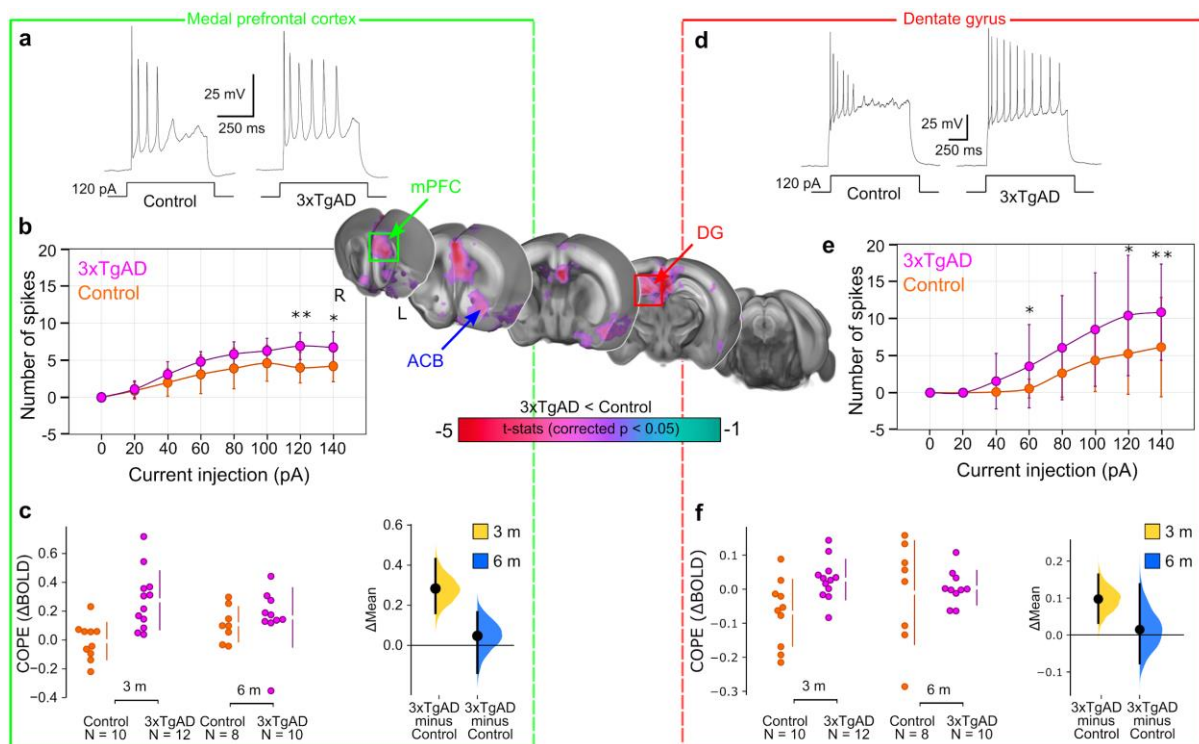 Medal prefrontal cortex
Dentate gyrus
a
25 mV
250 ms
120 pA
Control
3xTgAD
d
25 mV
250 ms
120 pA
Control
3xTgAD
mPFC
DG
ACB
R
L
3xTgAD < Control
-5
t-stats (corrected p < 0.05)
-1
b
3xTgAD
Control
Number of spikes
20
15
10
5
0
-5
** *
0 20 40 60 80 100 120 140
Current injection (pA)
e
3xTgAD
Control
Number of spikes
20
15
10
5
0
-5
* * **
0 20 40 60 80 100 120 140
Current injection (pA)
c
COPE (ΔBOLD)
0.6
0.4
0.2
0.0
-0.2
-0.4
3 m
6 m
Control 3xTgAD Control 3xTgAD
N = 10 N = 12 N = 8 N = 10
3 m
6 m
ΔMean
0.6
0.4
0.2
0.0
3xTgAD 3xTgAD
minus minus
Control Control
f
COPE (ΔBOLD)
0.1
0.0
-0.1
-0.2
-0.3
3 m
6 m
Control 3xTgAD Control 3xTgAD
N = 10 N = 12 N = 8 N = 10
3 m
6 m
ΔMean
0.2
0.1
0.0
-0.1
3xTgAD 3xTgAD
minus minus
Control Control